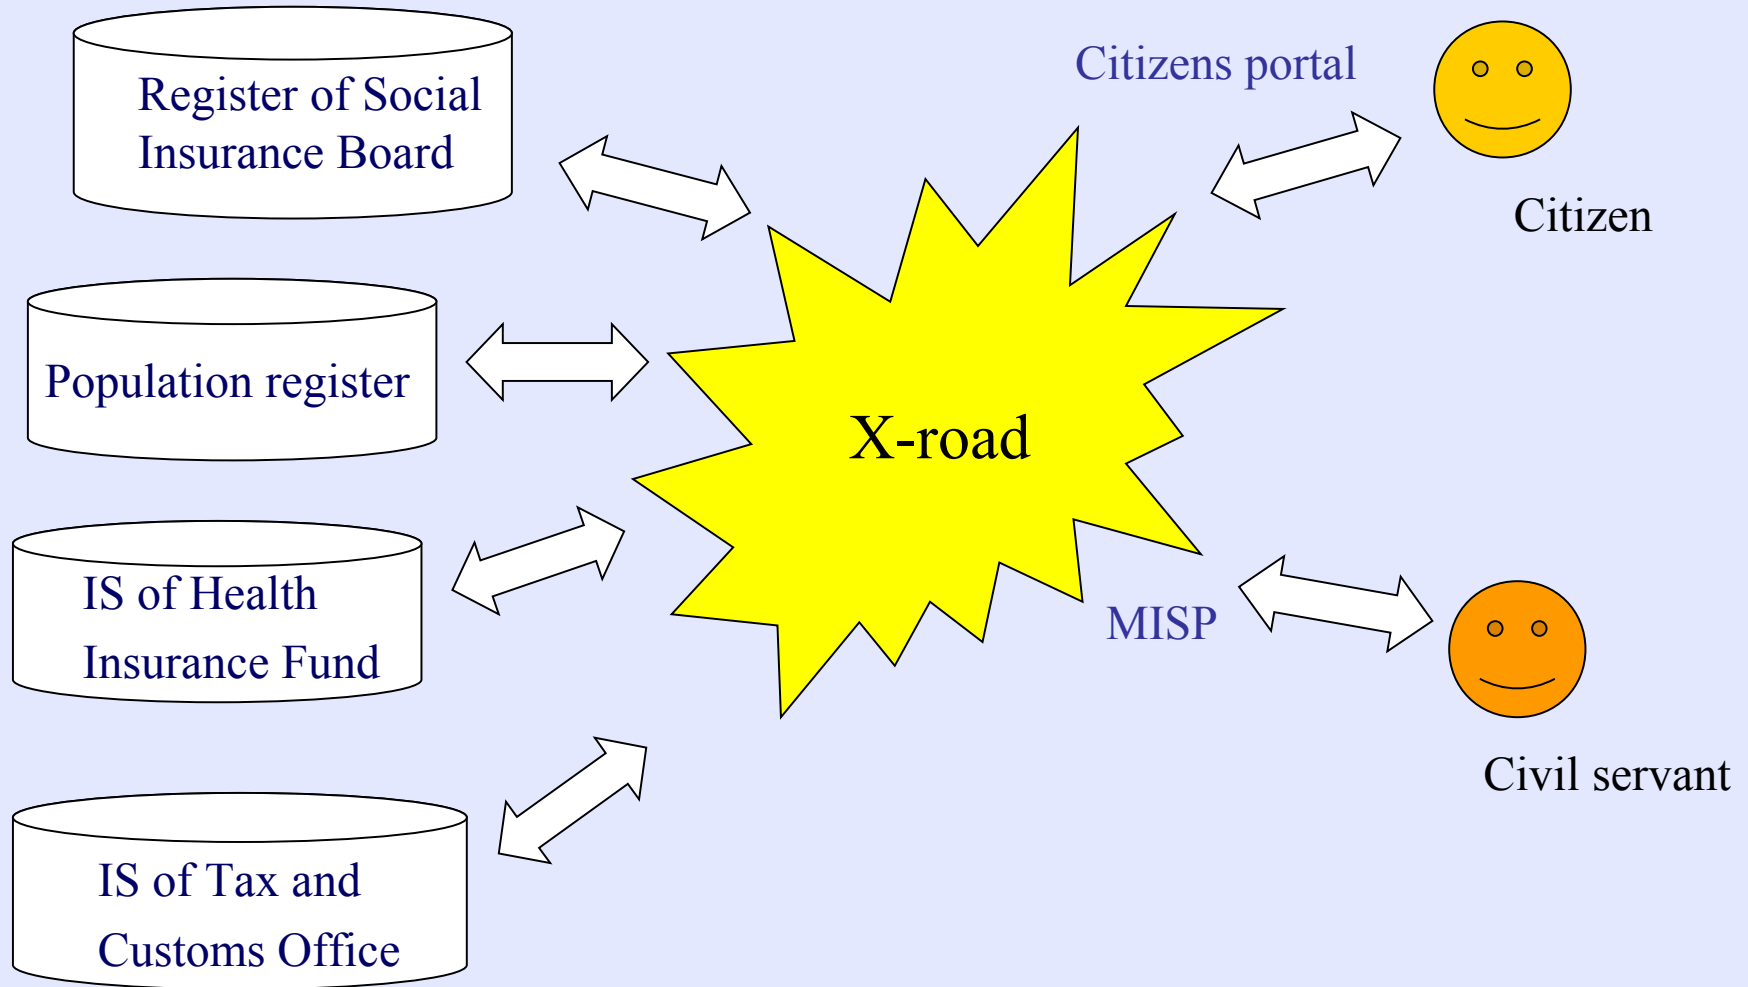 Register of Social
Insurance Board
Population register
IS of Health
Insurance Fund
IS of Tax and
Customs Office
X-road
Citizens portal
Citizen
MISP
Civil servant